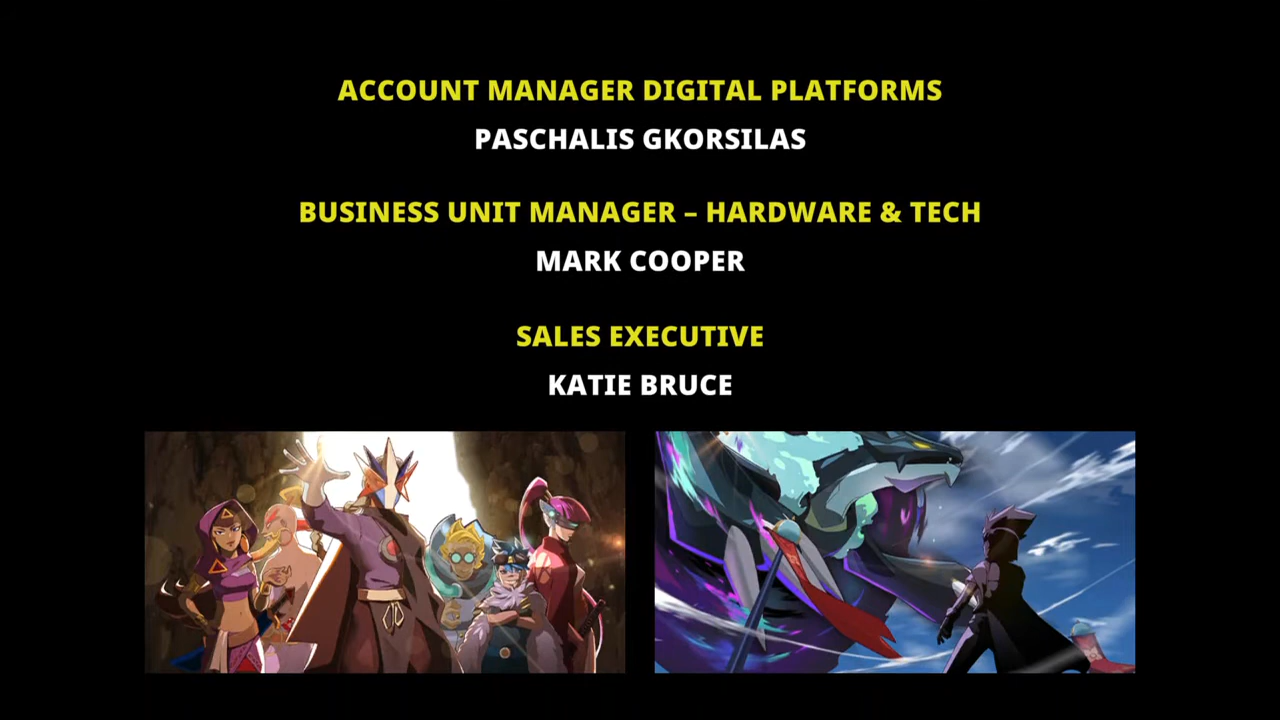 ACCOUNT MANAGER DIGITAL PLATFORMS
PASCHALIS GKORSILAS
BUSINESS UNIT MANAGER – HARDWARE & TECH
MARK COOPER
SALES EXECUTIVE
KATIE BRUCE